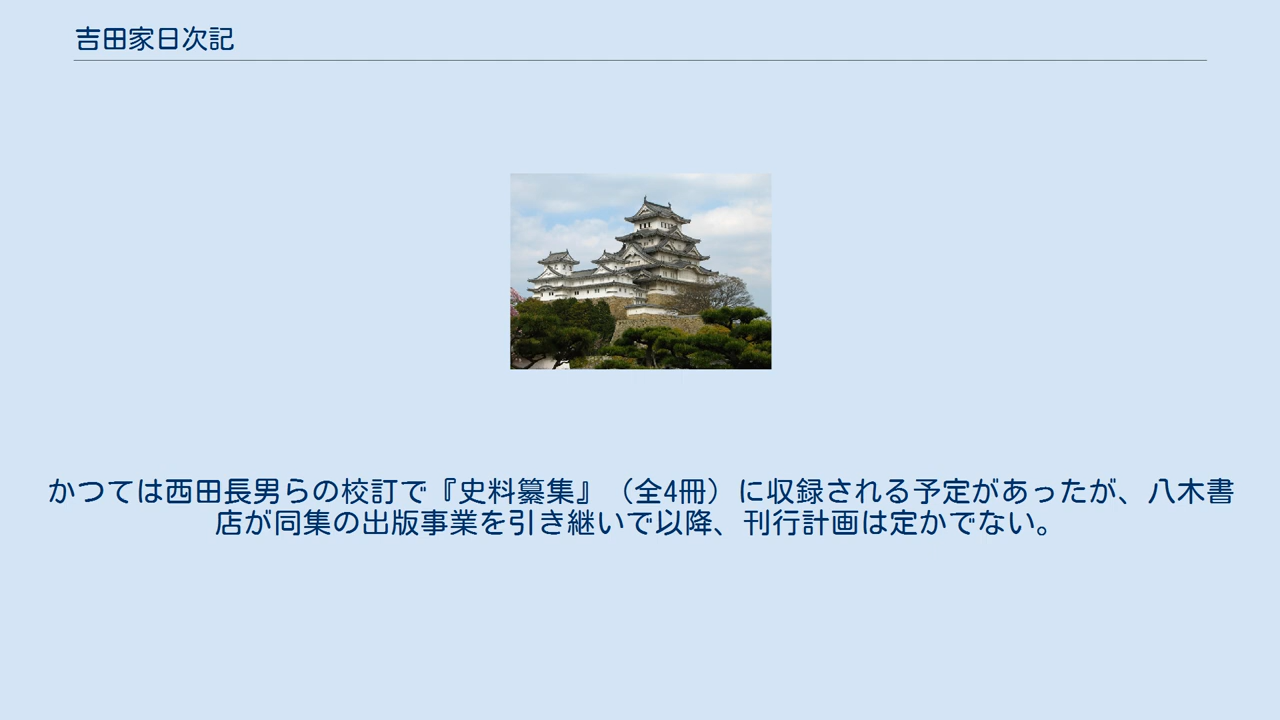 吉田家日次記
かつては西田長男らの校訂で『史料纂集』（全4冊）に収録される予定があったが、八木書
店が同集の出版事業を引き継いで以降、刊行計画は定かでない。